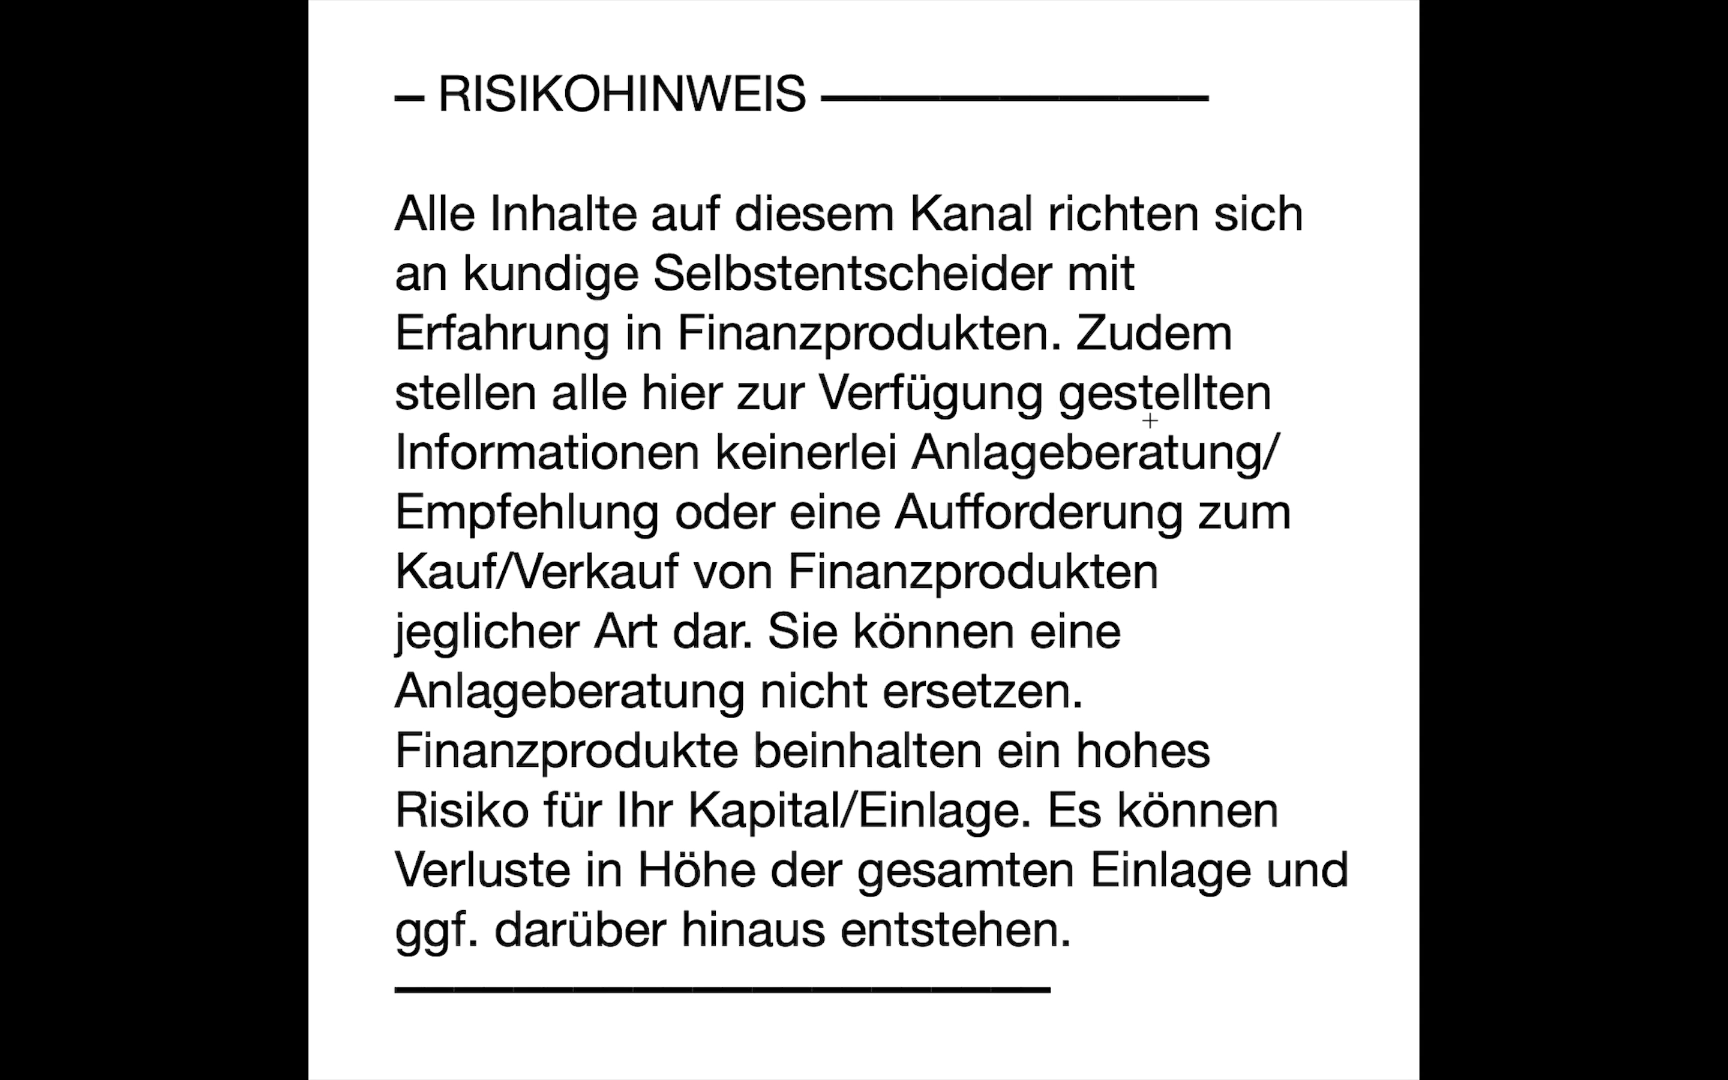 — RISIKOHINWEIS —————————————
Alle Inhalte auf diesem Kanal richten sich
an kundige Selbstentscheider mit
Erfahrung in Finanzprodukten. Zudem
stellen alle hier zur Verfügung gestellten
Informationen keinerlei Anlageberatung/
Empfehlung oder eine Aufforderung zum
Kauf/Verkauf von Finanzprodukten
jeglicher Art dar. Sie können eine
Anlageberatung nicht ersetzen.
Finanzprodukte beinhalten ein hohes
Risiko für Ihr Kapital/Einlage. Es können
Verluste in Höhe der gesamten Einlage und
ggf. darüber hinaus entstehen.